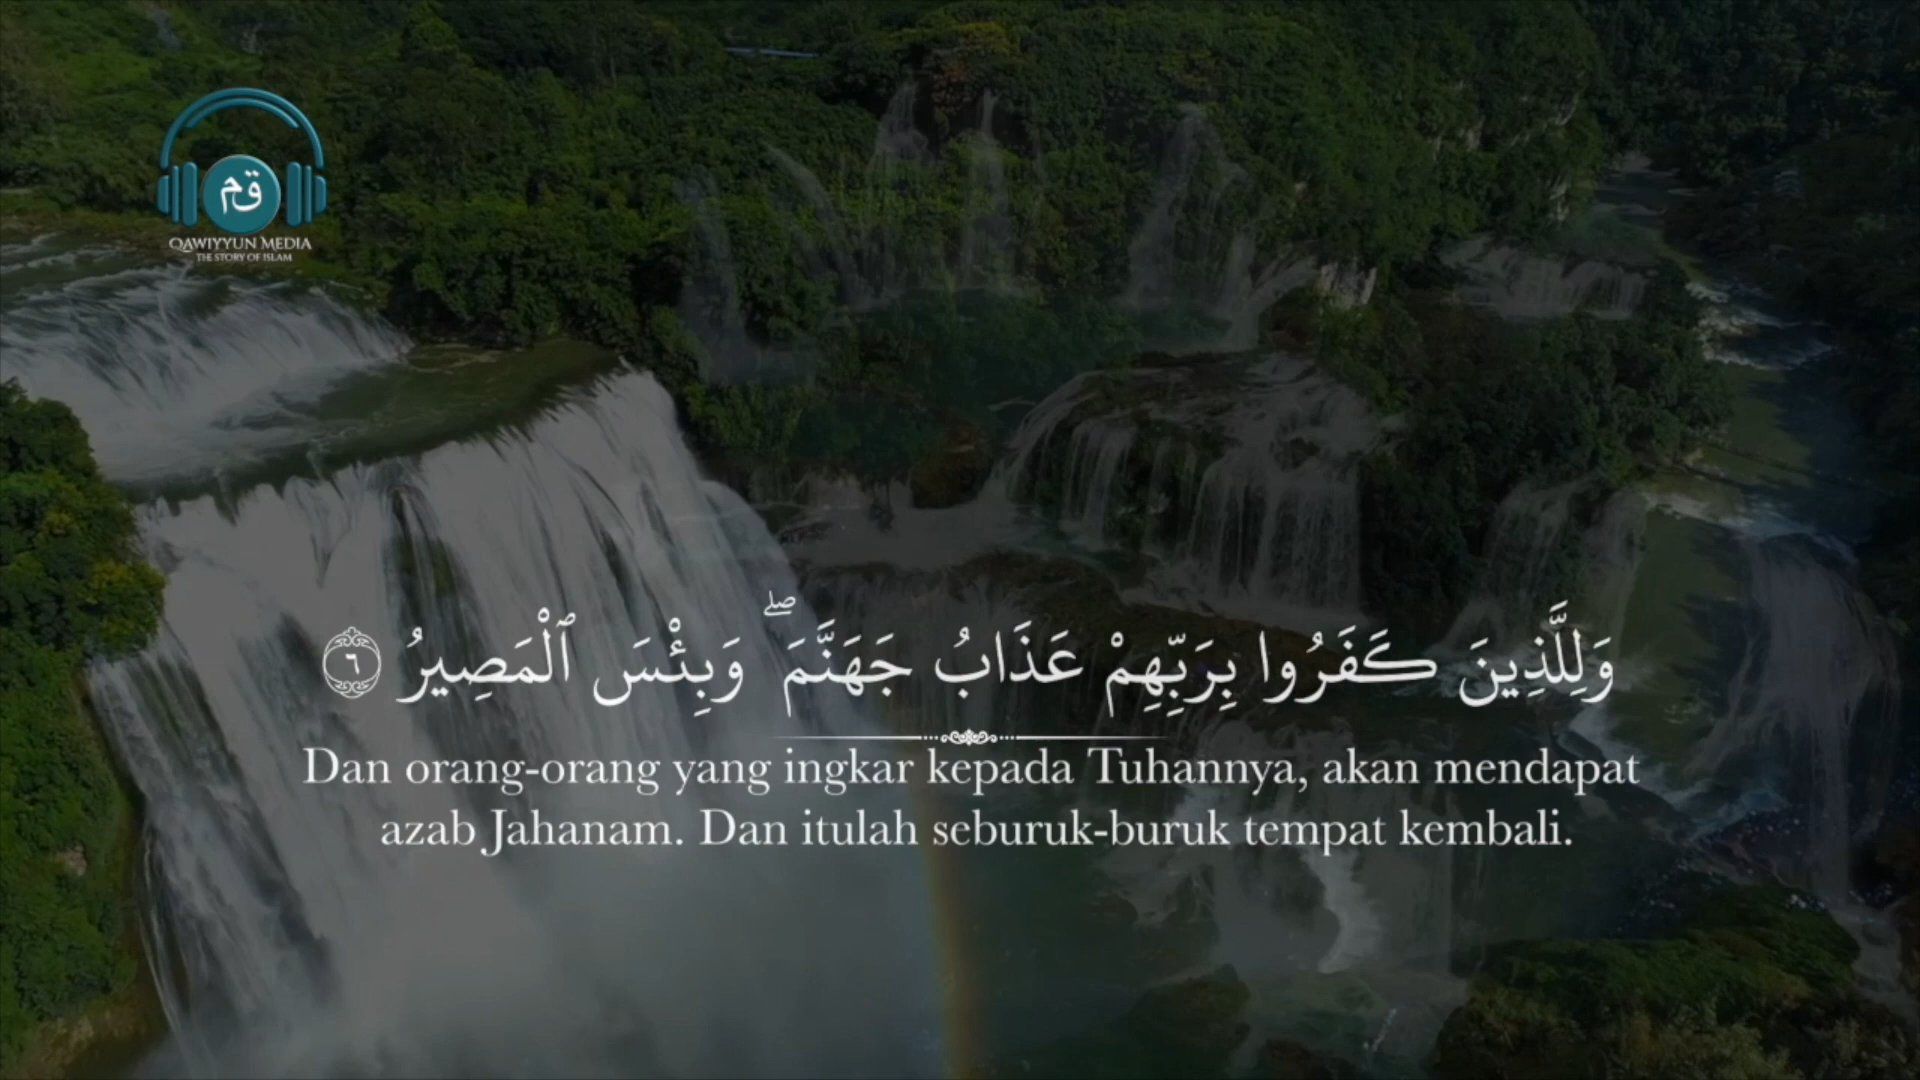 قم
QAWIYYUN MEDIA
THE STORY OF ISLAM
وَلِلَّذِينَ كَفَرُوا بِرَبِّهِمْ عَذَابُ جَهَنَّمَ ۖ وَبِئْسَ ٱلْمَصِيرُ ٦
Dan orang-orang yang ingkar kepada Tuhannya, akan mendapat
azab Jahanam. Dan itulah seburuk-buruk tempat kembali.